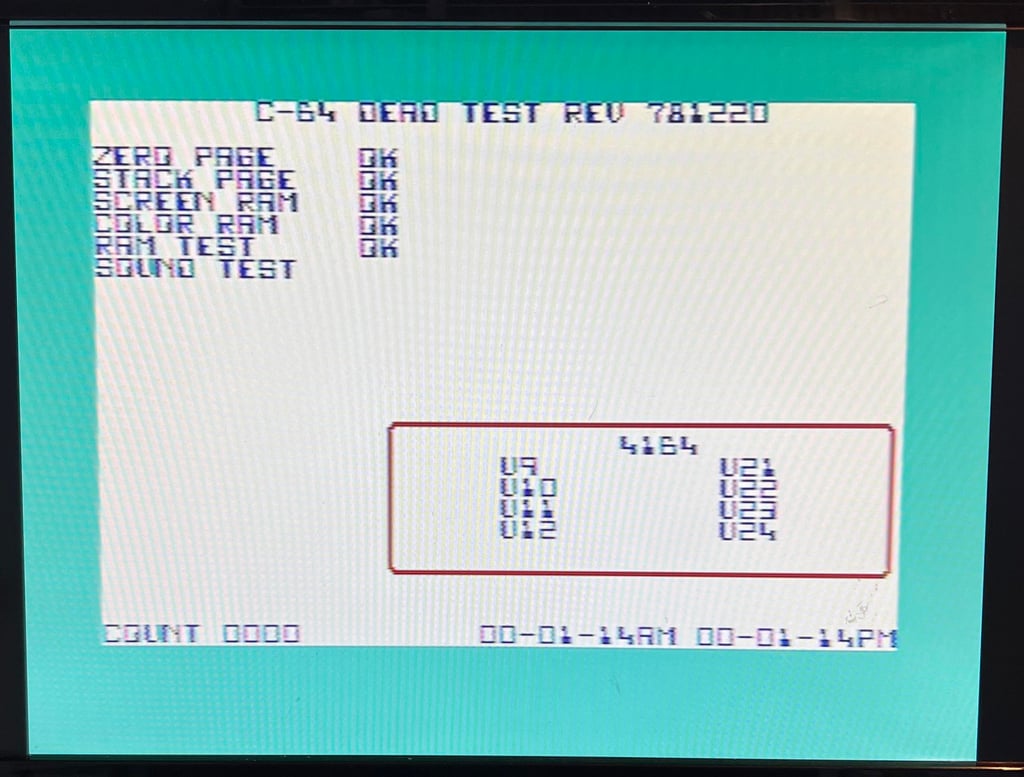 C-64 DEAD TEST REV 781220
ZERO PAGE OK
STACK PAGE OK
SCREEN RAM OK
COLOR RAM OK
RAM TEST OK
SOUND TEST
4164
U9 U21
U10 U22
U11 U23
U12 U24
COUNT 0000 00-01-14AM 00-01-14PM